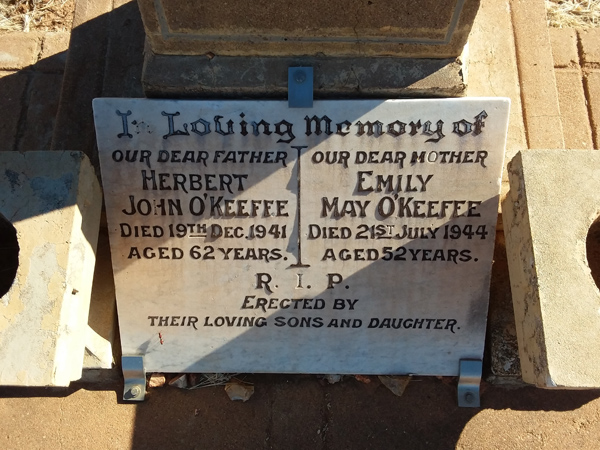 In Loving Memory of
OUR DEAR FATHER
HERBERT
JOHN O'KEEFFE
DIED 19TH DEC. 1941
AGED 62 YEARS.
OUR DEAR MOTHER
EMILY
MAY O'KEEFFE
DIED 21ST JULY 1944
AGED 52 YEARS.
R. I. P.
ERECTED BY
THEIR LOVING SONS AND DAUGHTER.